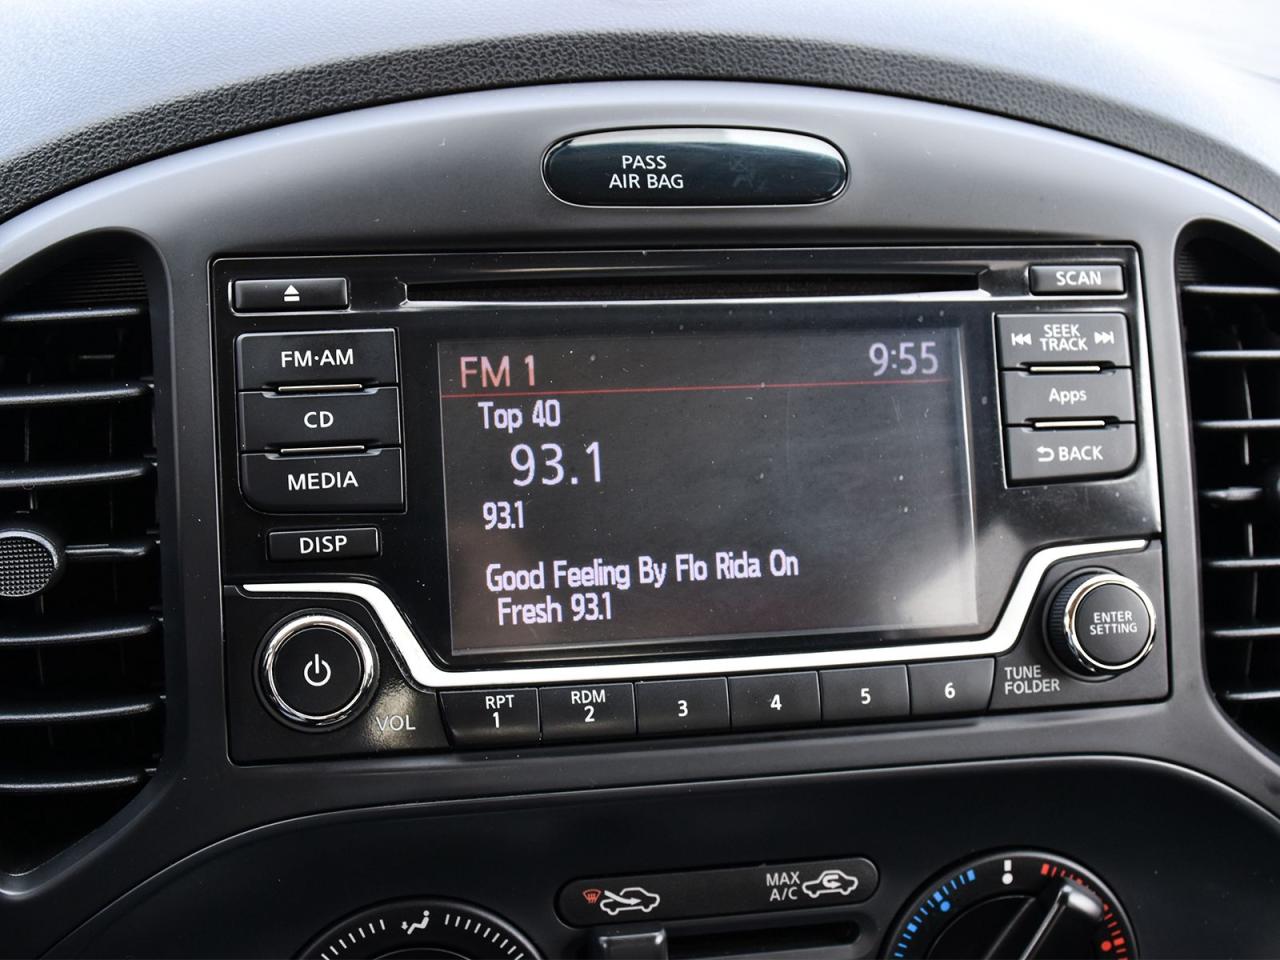 PASS
AIR BAG
SCAN
FM·AM
CD
MEDIA
DISP
FM 1
9:55
Top 40
93.1
93.1
Good Feeling By Flo Rida On
Fresh 93.1
SEEK
TRACK
Apps
BACK
ENTER
SETTING
TUNE
FOLDER
VOL
RPT
1
RDM
2
3
4
5
6
MAX
A/C